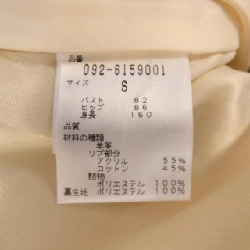 品番
092-6159001
サイズ
S
バスト 82
ヒップ 86
身長 160
品質
材料の種類
羊革
リブ部分
アクリル 55%
コットン 45%
詰物
ポリエステル 100%
裏生地 ポリエステル 100%